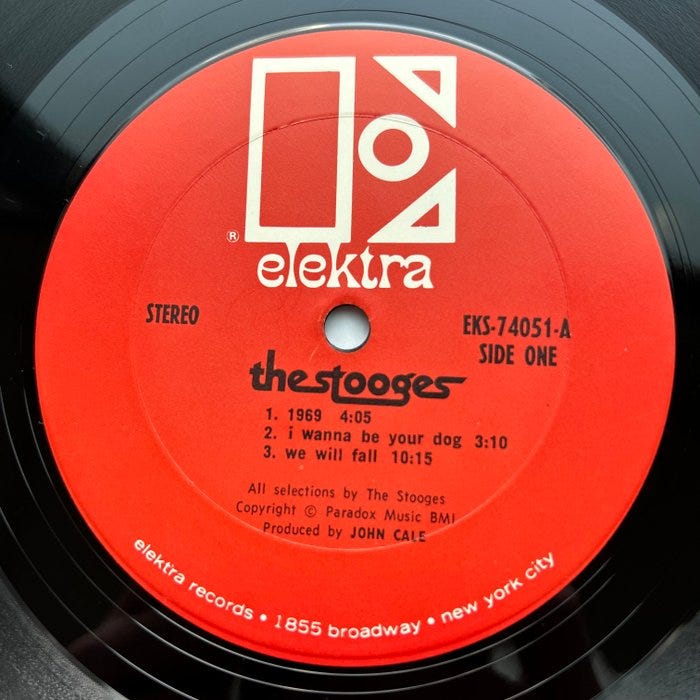 ®
elektra
STEREO
EKS-74051-A
SIDE ONE
the stooges
1. 1969 4:05
2. i wanna be your dog 3:10
3. we will fall 10:15
All selections by The Stooges
Copyright © Paradox Music BMI
Produced by JOHN CALE
elektra records • 1855 broadway • new york city